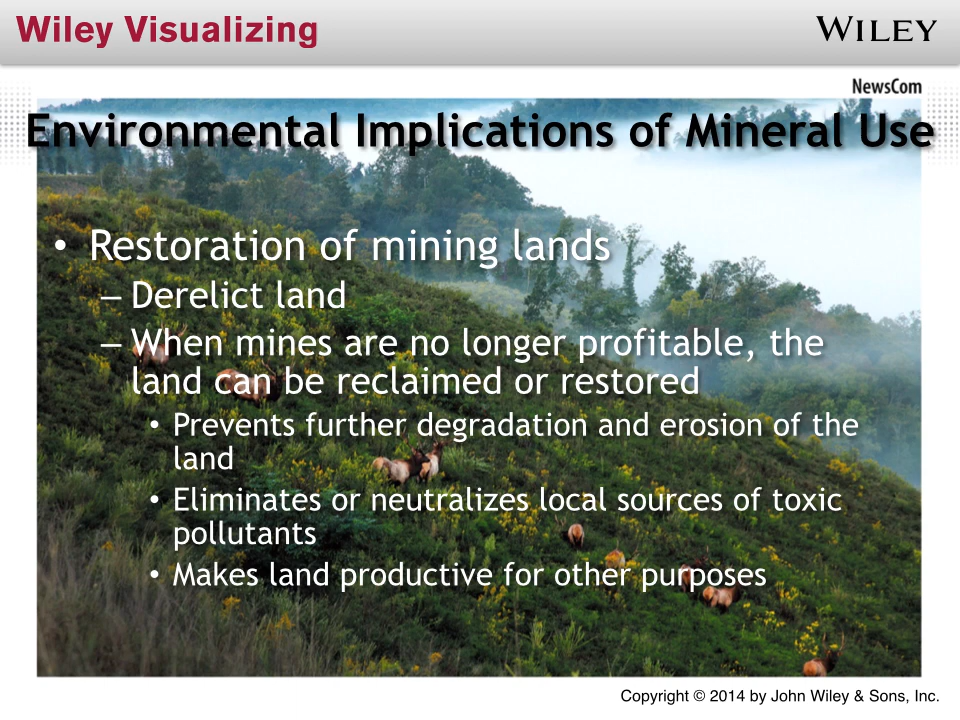 Wiley Visualizing
WILEY
NewsCom
Environmental Implications of Mineral Use
• Restoration of mining lands
– Derelict land
– When mines are no longer profitable, the
land can be reclaimed or restored
• Prevents further degradation and erosion of the
land
• Eliminates or neutralizes local sources of toxic
pollutants
• Makes land productive for other purposes
Copyright © 2014 by John Wiley & Sons, Inc.